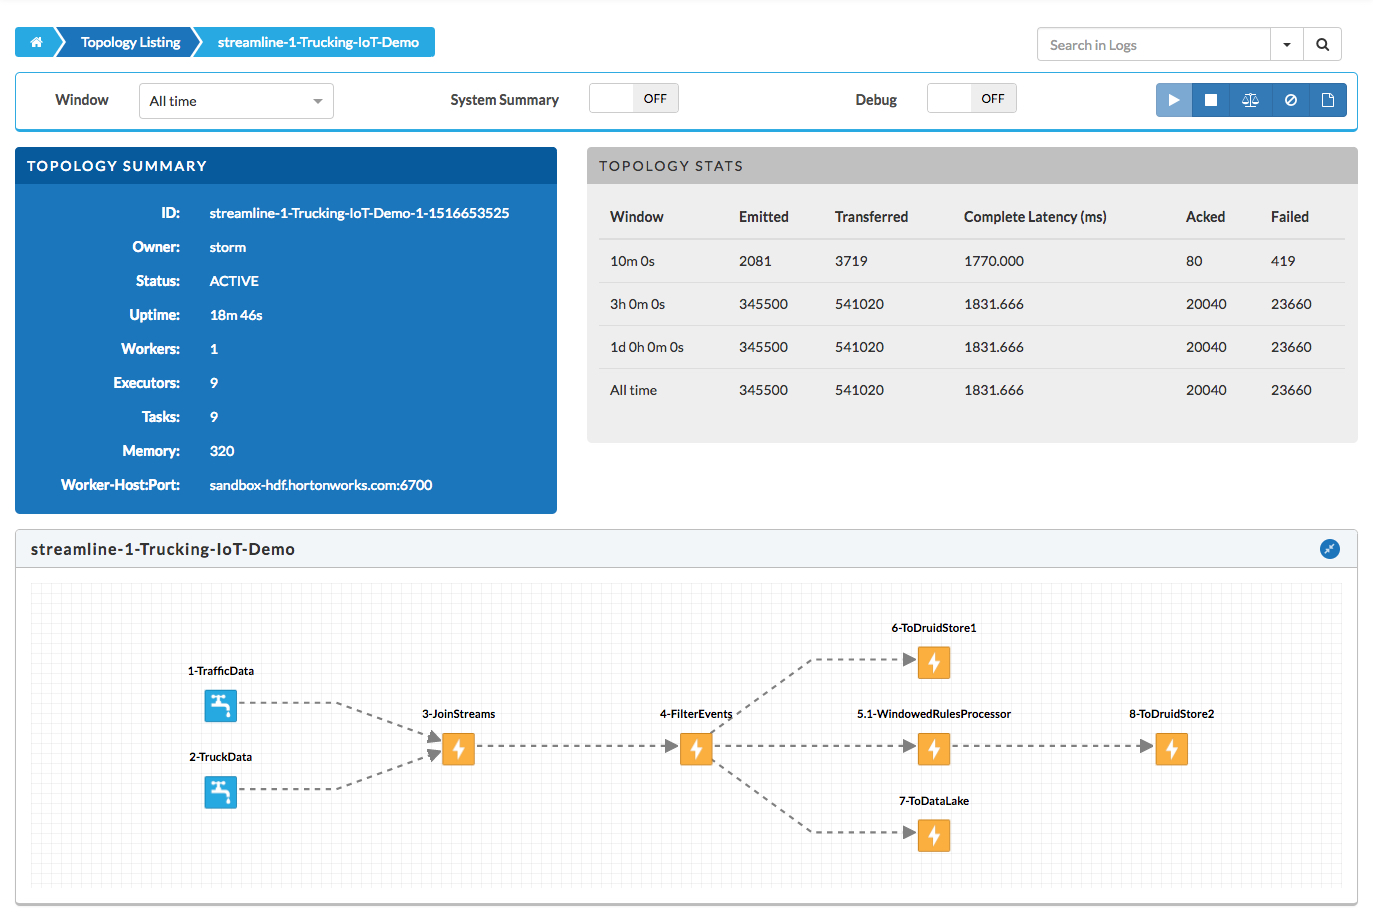 Topology Listing
streamline-1-Trucking-IoT-Demo
Search in Logs
Window
All time
System Summary
OFF
Debug
OFF
TOPOLOGY SUMMARY
ID: streamline-1-Trucking-IoT-Demo-1-1516653525
Owner: storm
Status: ACTIVE
Uptime: 18m 46s
Workers: 1
Executors: 9
Tasks: 9
Memory: 320
Worker-Host:Port: sandbox-hdf.hortonworks.com:6700
TOPOLOGY STATS
Window Emitted Transferred Complete Latency (ms) Acked Failed
10m 0s 2081 3719 1770.000 80 419
3h 0m 0s 345500 541020 1831.666 20040 23660
1d 0h 0m 0s 345500 541020 1831.666 20040 23660
All time 345500 541020 1831.666 20040 23660
streamline-1-Trucking-IoT-Demo
1-TrafficData
2-TruckData
3-JoinStreams
4-FilterEvents
6-ToDruidStore1
5.1-WindowedRulesProcessor
8-ToDruidStore2
7-ToDataLake